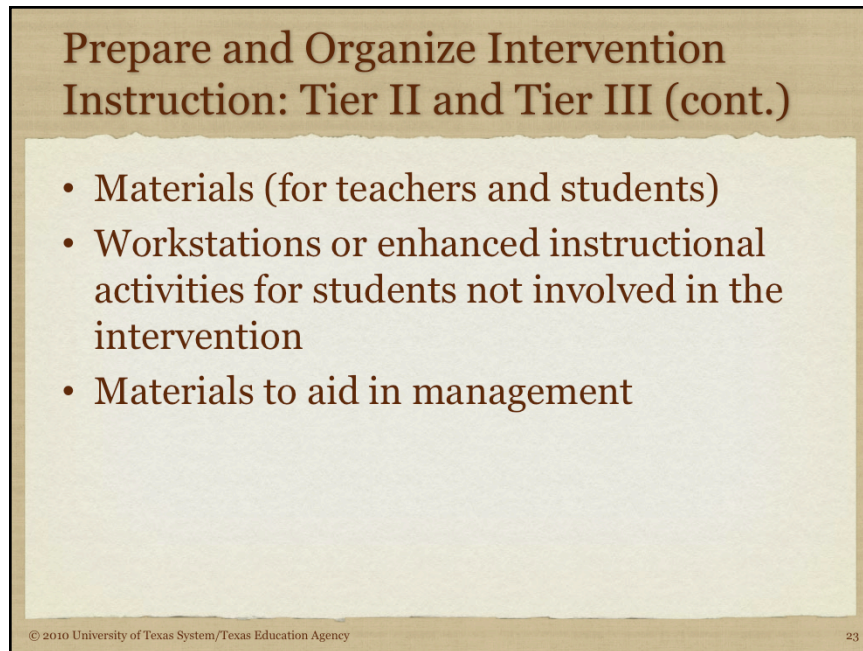 Prepare and Organize Intervention
Instruction: Tier II and Tier III (cont.)
• Materials (for teachers and students)
• Workstations or enhanced instructional
activities for students not involved in the
intervention
• Materials to aid in management
© 2010 University of Texas System/Texas Education Agency
23